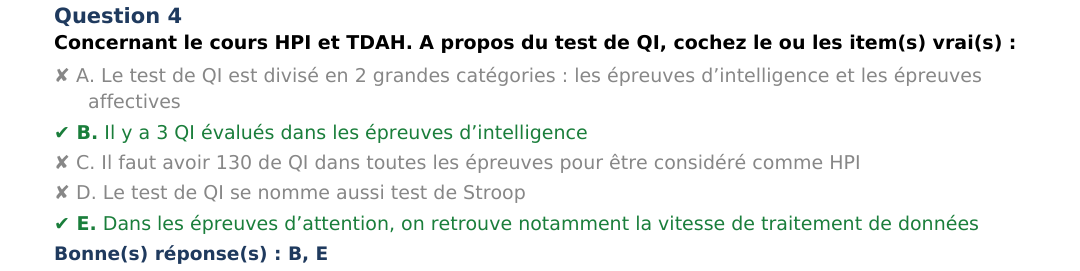 Question 4
Concernant le cours HPI et TDAH. A propos du test de QI, cochez le ou les item(s) vrai(s) :
✘ A. Le test de QI est divisé en 2 grandes catégories : les épreuves d’intelligence et les épreuves
affectives
✔ B. Il y a 3 QI évalués dans les épreuves d’intelligence
✘ C. Il faut avoir 130 de QI dans toutes les épreuves pour être considéré comme HPI
✘ D. Le test de QI se nomme aussi test de Stroop
✔ E. Dans les épreuves d’attention, on retrouve notamment la vitesse de traitement de données
Bonne(s) réponse(s) : B, E